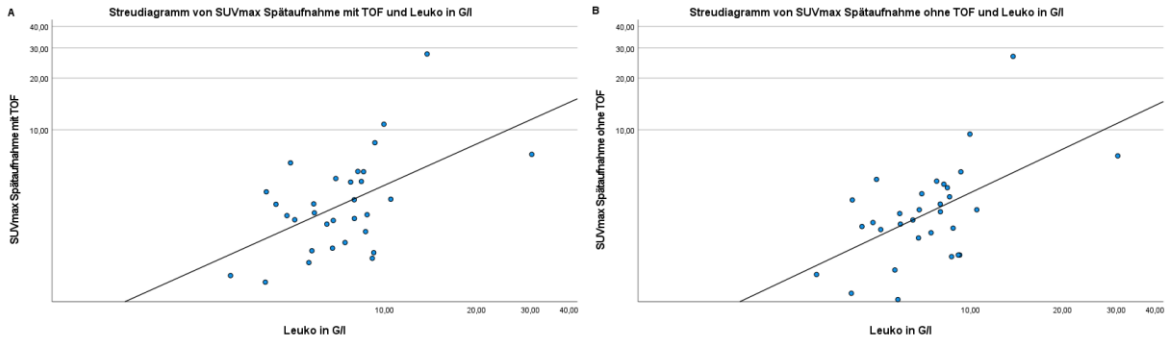 A
Streudiagramm von SUVmax Spätaufnahme mit TOF und Leuko in G/l
40,00
30,00
20,00
10,00
SUVmax Spätaufnahme mit TOF
10,00 20,00 30,00 40,00
Leuko in G/l
B
Streudiagramm von SUVmax Spätaufnahme ohne TOF und Leuko in G/l
40,00
30,00
20,00
10,00
SUVmax Spätaufnahme ohne TOF
10,00 20,00 30,00 40,00
Leuko in G/l